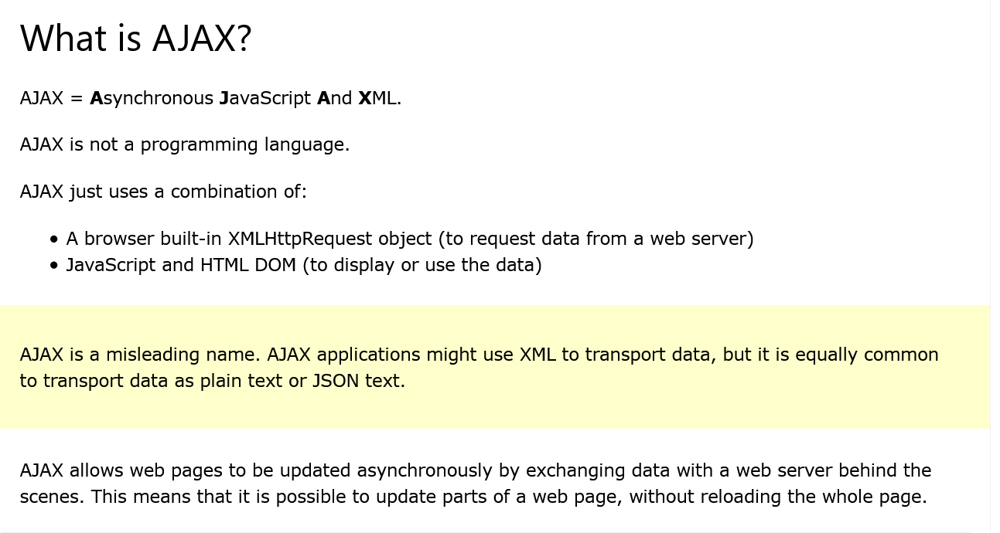 What is AJAX?
AJAX = Asynchronous JavaScript And XML.
AJAX is not a programming language.
AJAX just uses a combination of:
• A browser built-in XMLHttpRequest object (to request data from a web server)
• JavaScript and HTML DOM (to display or use the data)
AJAX is a misleading name. AJAX applications might use XML to transport data, but it is equally common
to transport data as plain text or JSON text.
AJAX allows web pages to be updated asynchronously by exchanging data with a web server behind the
scenes. This means that it is possible to update parts of a web page, without reloading the whole page.